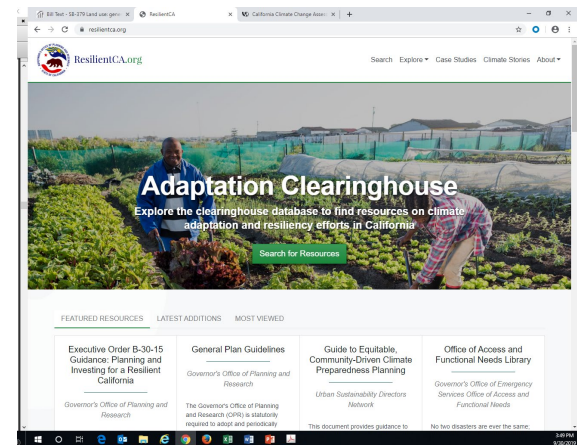 Bill Text - SB-379 Land use: gene
ResilientCA
California Climate Change Asses
resilientca.org
ResilientCA.org
Search Explore Case Studies Climate Stories About
Adaptation Clearinghouse
Explore the clearinghouse database to find resources on climate
adaptation and resiliency efforts in California
Search for Resources
FEATURED RESOURCES LATEST ADDITIONS MOST VIEWED
Executive Order B-30-15
Guidance: Planning and
Investing for a Resilient
California
Governor's Office of Planning and
Research
General Plan Guidelines
Governor's Office of Planning and
Research
The Governor's Office of Planning
and Research (OPR) is statutorily
required to adopt and periodically
Guide to Equitable,
Community-Driven Climate
Preparedness Planning
Urban Sustainability Directors
Network
This document provides guidance to
Office of Access and
Functional Needs Library
Governor's Office of Emergency
Services Office of Access and
Functional Needs
No two disasters are ever the same:
3:49 PM